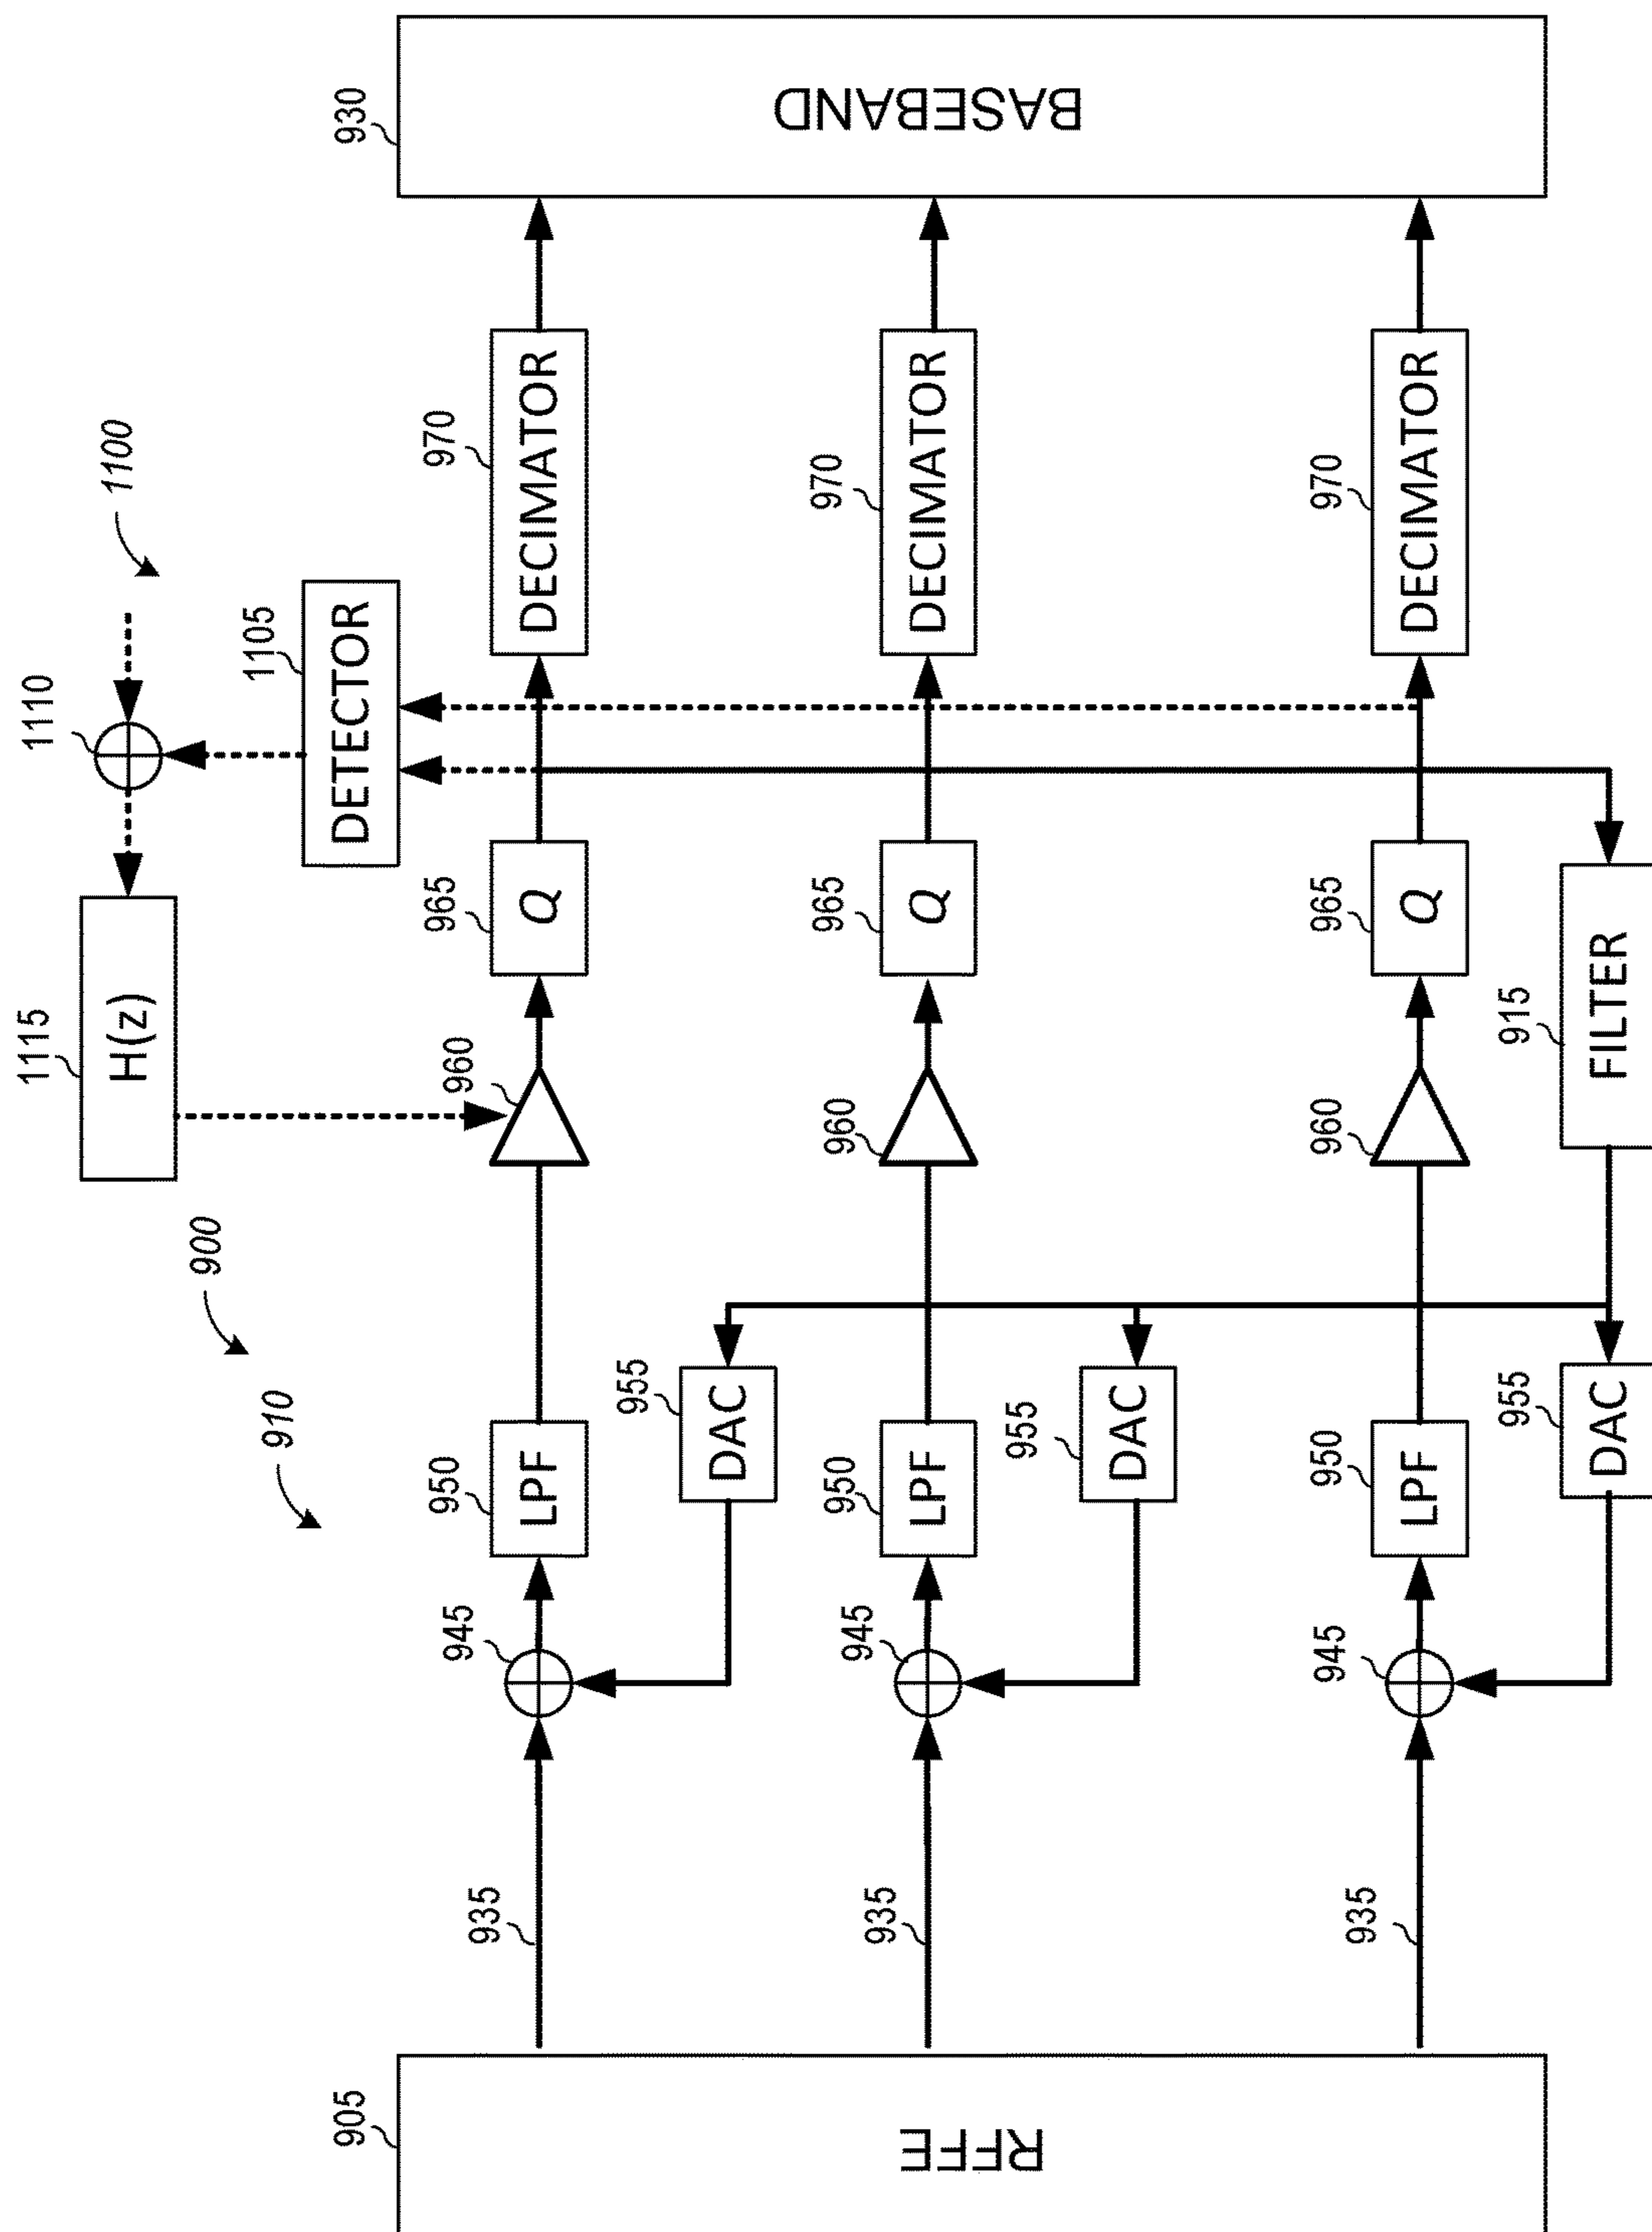 1100
1110
1115
H(z)
1105
DETECTOR
900
910
905
RFFE
935
945
950
LPF
960
965
Q
970
DECIMATOR
930
BASEBAND
955
DAC
935
945
950
LPF
960
965
Q
970
DECIMATOR
955
DAC
935
945
950
LPF
960
965
Q
970
DECIMATOR
955
DAC
915
FILTER